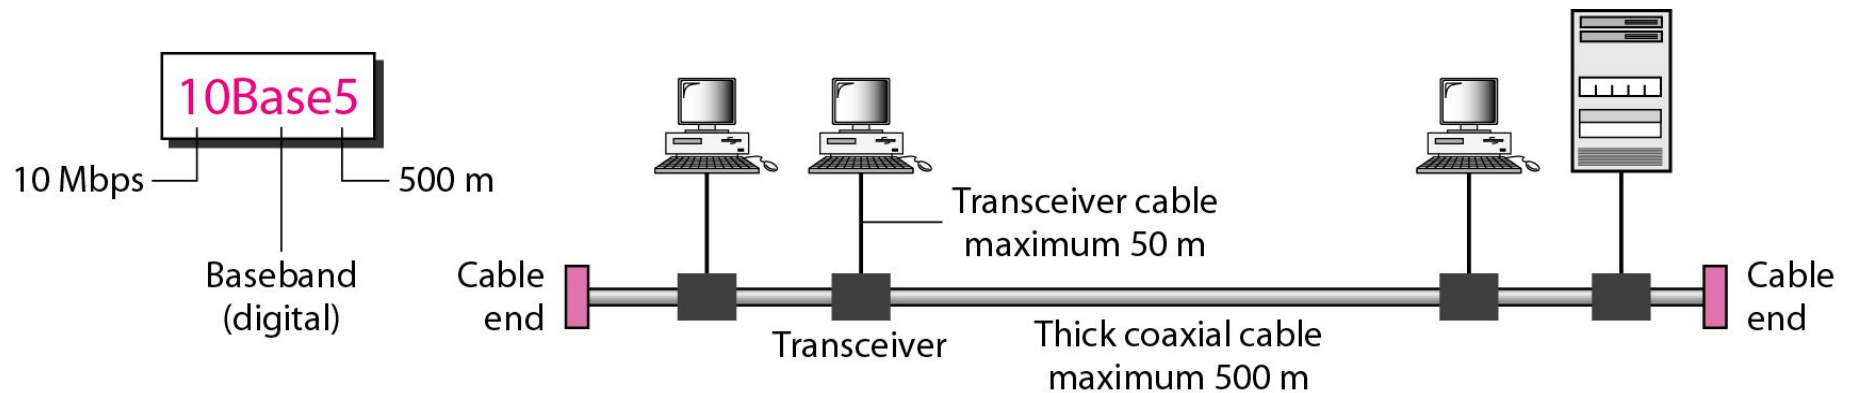 10Base5
10 Mbps
500 m
Baseband
(digital)
Cable
end
Transceiver cable
maximum 50 m
Transceiver
Thick coaxial cable
maximum 500 m
Cable
end